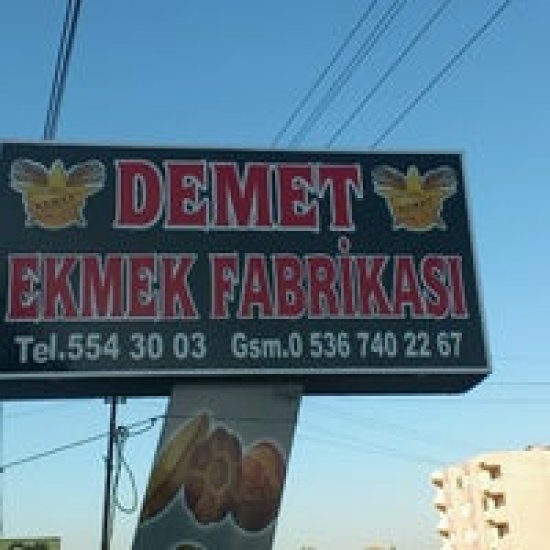 DEMET
EKMEK FABRİKASI
Tel.554 30 03 Gsm.0 536 740 22 67